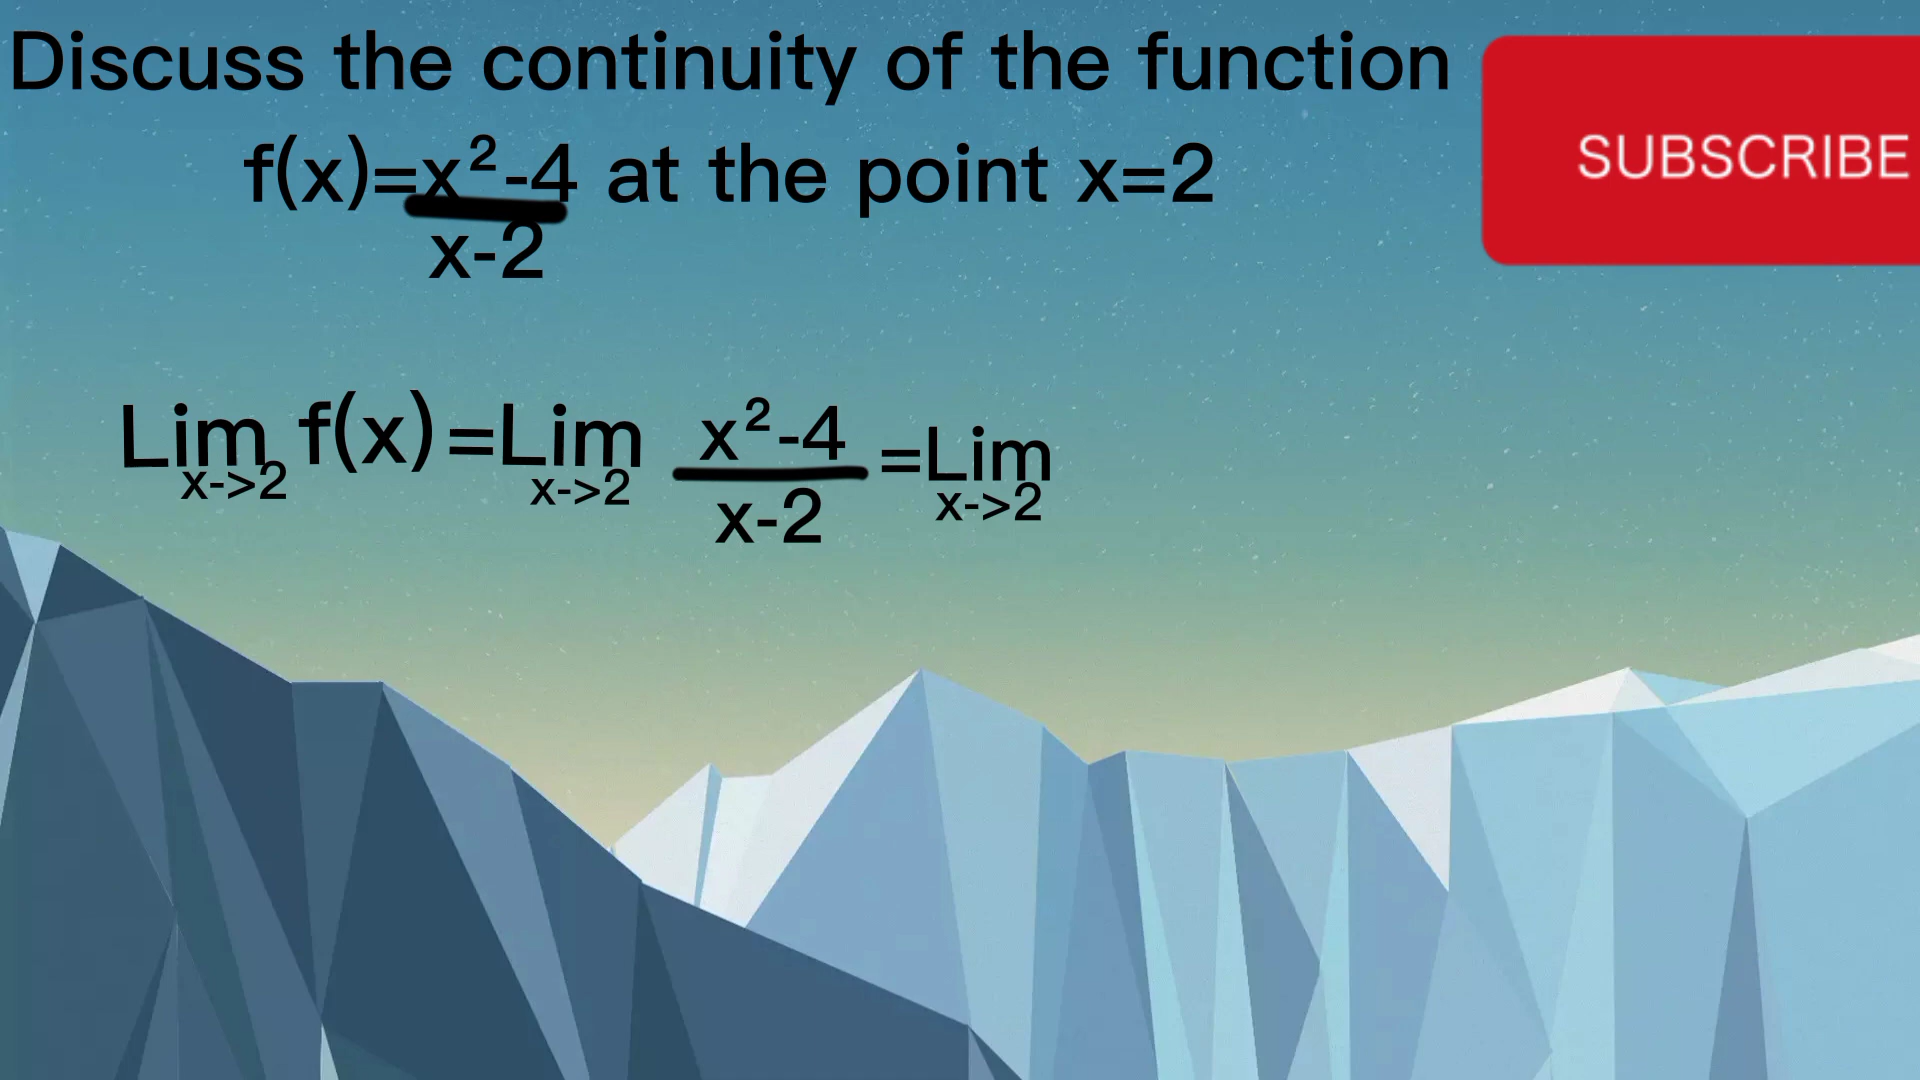 Discuss the continuity of the function
SUBSCRIBE
f(x)=x²-4 at the point x=2
x-2
Lim f(x) =Lim x²-4 =Lim
x->2 x->2 x-2 x->2